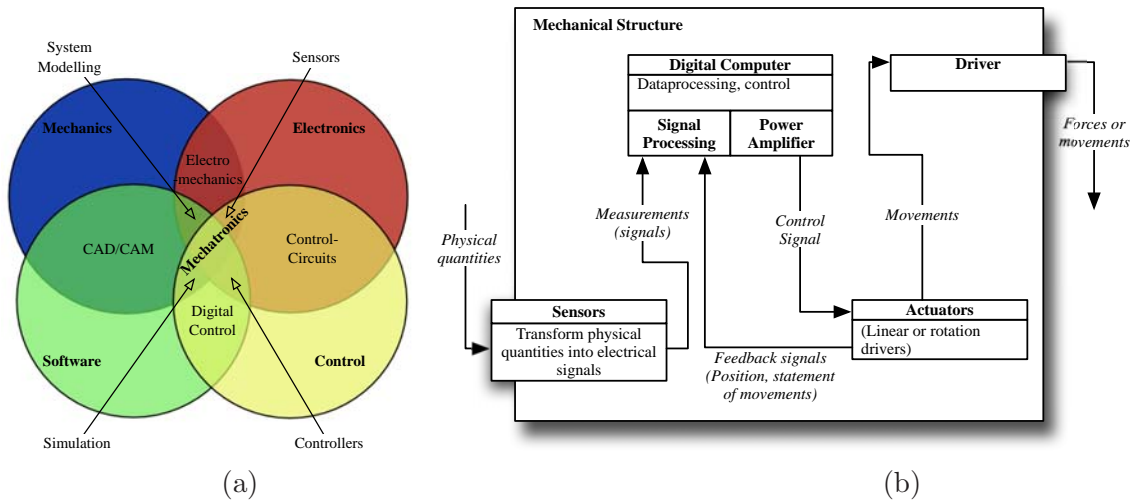 System
Modelling
Sensors
Mechanics
Electronics
Electro
-mechanics
CAD/CAM
Mechatronics
Control-
Circuits
Digital
Control
Software
Control
Simulation
Controllers
(a)
Mechanical Structure
Digital Computer
Dataprocessing, control
Signal
Processing
Power
Amplifier
Driver
Forces or
movements
Measurements
(signals)
Control
Signal
Movements
Physical
quantities
Sensors
Transform physical
quantities into electrical
signals
Actuators
(Linear or rotation
drivers)
Feedback signals
(Position, statement
of movements)
(b)